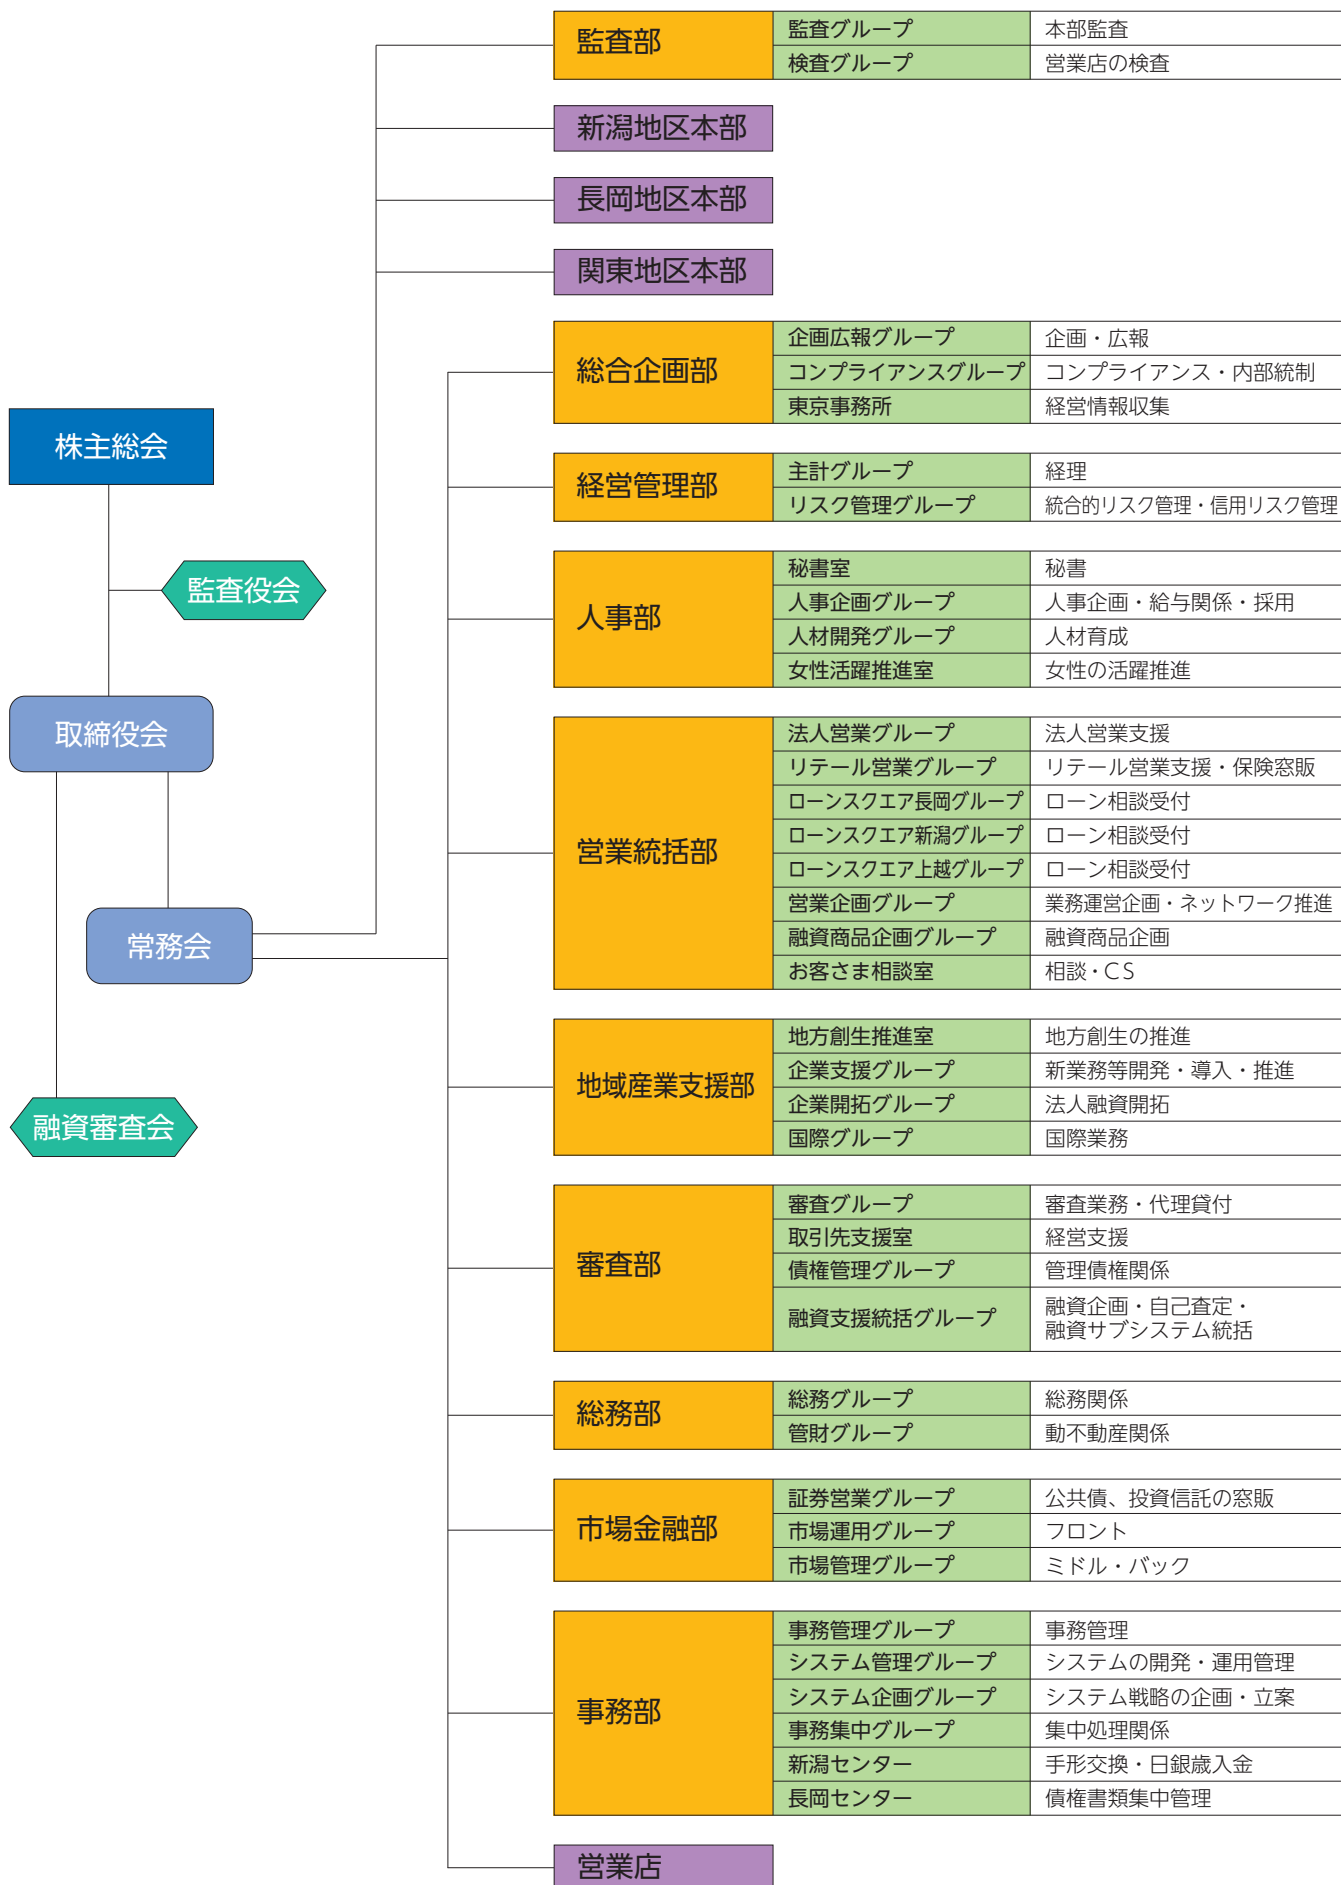 株主総会
監査役会
取締役会
常務会
融資審査会
監査部
監査グループ 本部監査
検査グループ 営業店の検査
新潟地区本部
長岡地区本部
関東地区本部
総合企画部
企画広報グループ 企画・広報
コンプライアンスグループ コンプライアンス・内部統制
東京事務所 経営情報収集
経営管理部
主計グループ 経理
リスク管理グループ 統合的リスク管理・信用リスク管理
人事部
秘書室 秘書
人事企画グループ 人事企画・給与関係・採用
人材開発グループ 人材育成
女性活躍推進室 女性の活躍推進
営業統括部
法人営業グループ 法人営業支援
リテール営業グループ リテール営業支援・保険窓販
ローンスクエア長岡グループ ローン相談受付
ローンスクエア新潟グループ ローン相談受付
ローンスクエア上越グループ ローン相談受付
営業企画グループ 業務運営企画・ネットワーク推進
融資商品企画グループ 融資商品企画
お客さま相談室 相談・CS
地域産業支援部
地方創生推進室 地方創生の推進
企業支援グループ 新業務等開発・導入・推進
企業開拓グループ 法人融資開拓
国際グループ 国際業務
審査部
審査グループ 審査業務・代理貸付
取引先支援室 経営支援
債権管理グループ 管理債権関係
融資支援統括グループ 融資企画・自己査定・
融資サブシステム統括
総務部
総務グループ 総務関係
管財グループ 動不動産関係
市場金融部
証券営業グループ 公共債、投資信託の窓販
市場運用グループ フロント
市場管理グループ ミドル・バック
事務部
事務管理グループ 事務管理
システム管理グループ システムの開発・運用管理
システム企画グループ システム戦略の企画・立案
事務集中グループ 集中処理関係
新潟センター 手形交換・日銀歳入金
長岡センター 債権書類集中管理
営業店